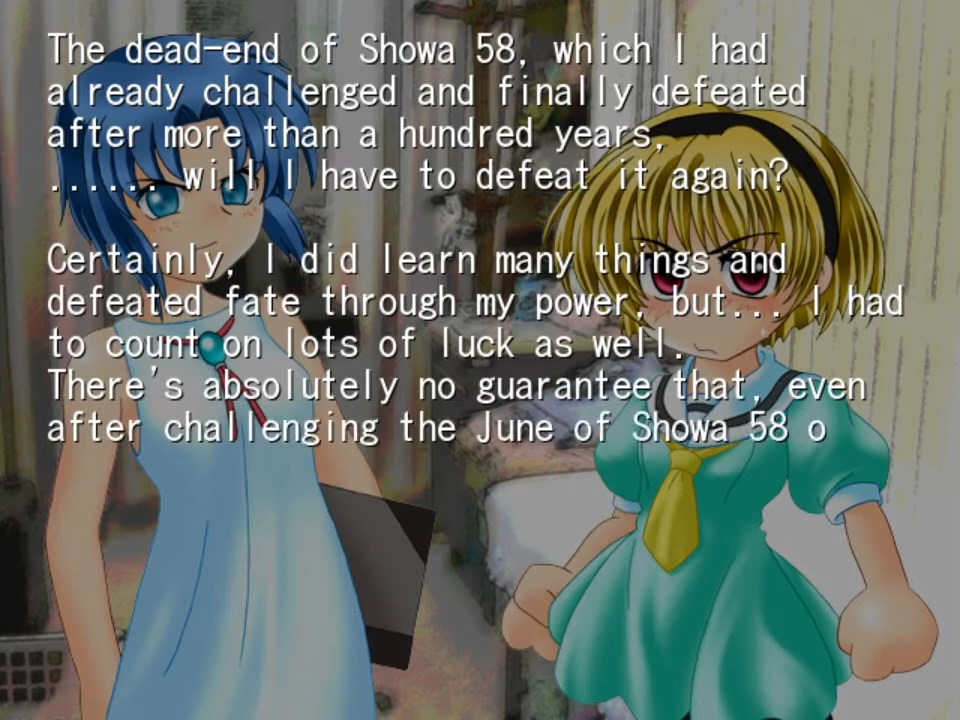 The dead-end of Showa 58, which I had
already challenged and finally defeated
after more than a hundred years,
...... will I have to defeat it again?
Certainly, I did learn many things and
defeated fate through my power, but... I had
to count on lots of luck as well.
There's absolutely no guarantee that, even
after challenging the June of Showa 58 o